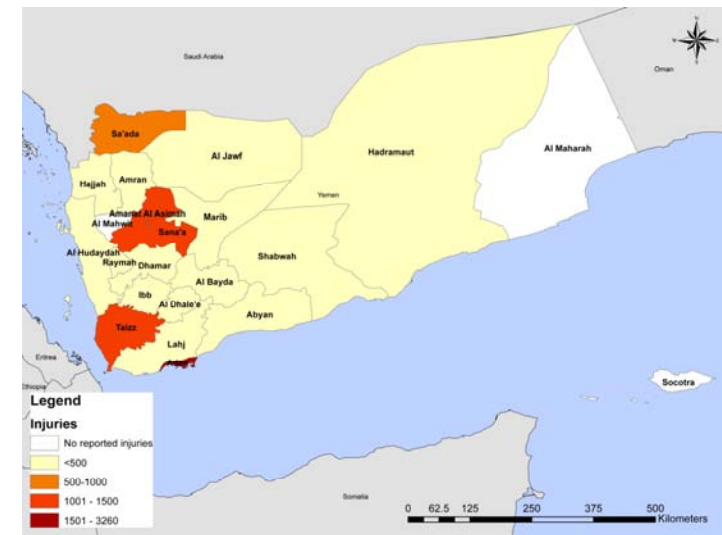 Saudi Arabia
Oman
Sa'ada
Al Jawf
Hadramaut
Al Maharah
Hajjah
Amran
Yemen
Amanat Al Asimah
Marib
Al Mahwit
Sana'a
Al Hudaydah
Raymah
Dhamar
Shabwah
Al Bayda
Ibb
Al Dhale'e
Abyan
Taizz
Lahj
Eritrea
Ethiopia
Socotra
Legend
Injuries
No reported injuries
<500
500-1000
1001 - 1500
1501 - 3260
Somalia
0 62.5 125 250 375 500
Kilometers